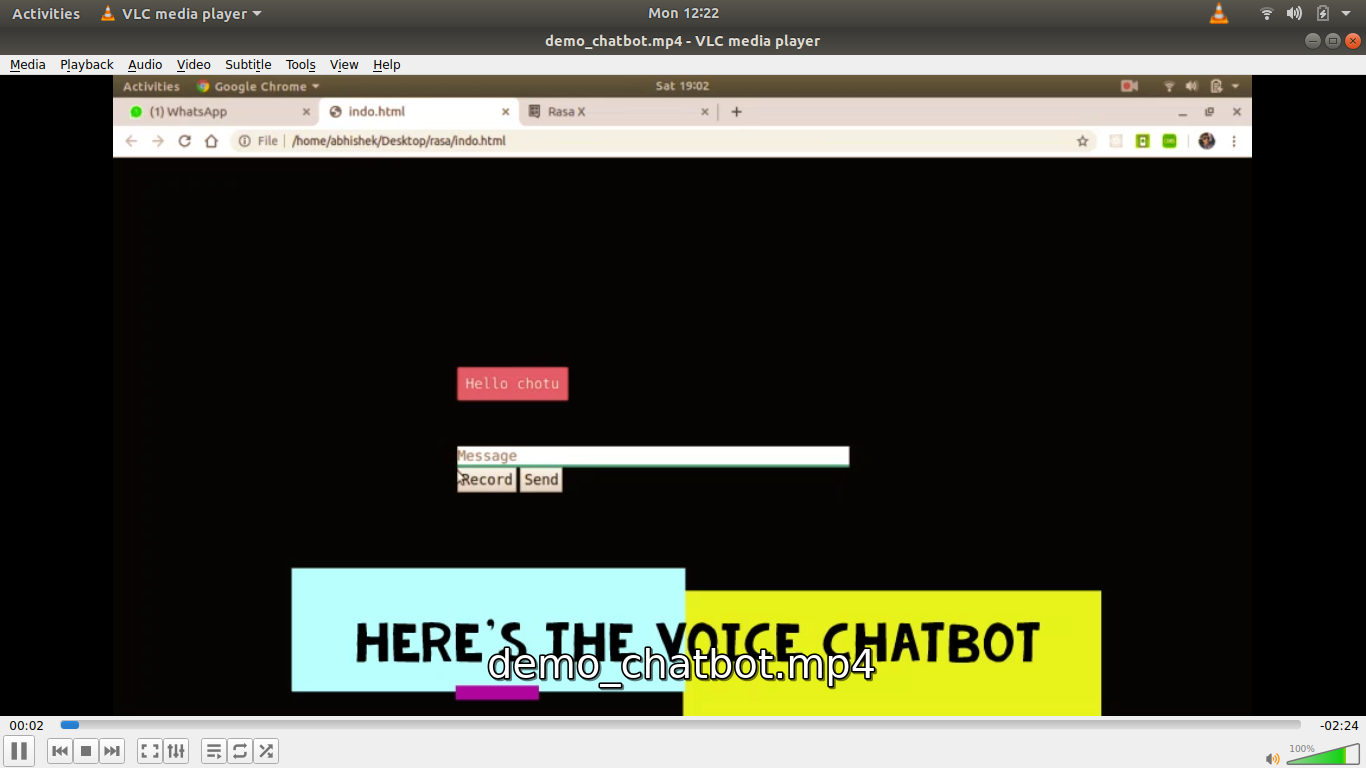 Activities VLC media player Mon 12:22
demo_chatbot.mp4 - VLC media player
Media Playback Audio Video Subtitle Tools View Help
Activities Google Chrome Sat 19:02
(1) WhatsApp indo.html Rasa X
File /home/abhishek/Desktop/rasa/indo.html
Hello chotu
Message
Record Send
HERE'S THE VOICE CHATBOT
demo_chatbot.mp4
00:02 -02:24
100%